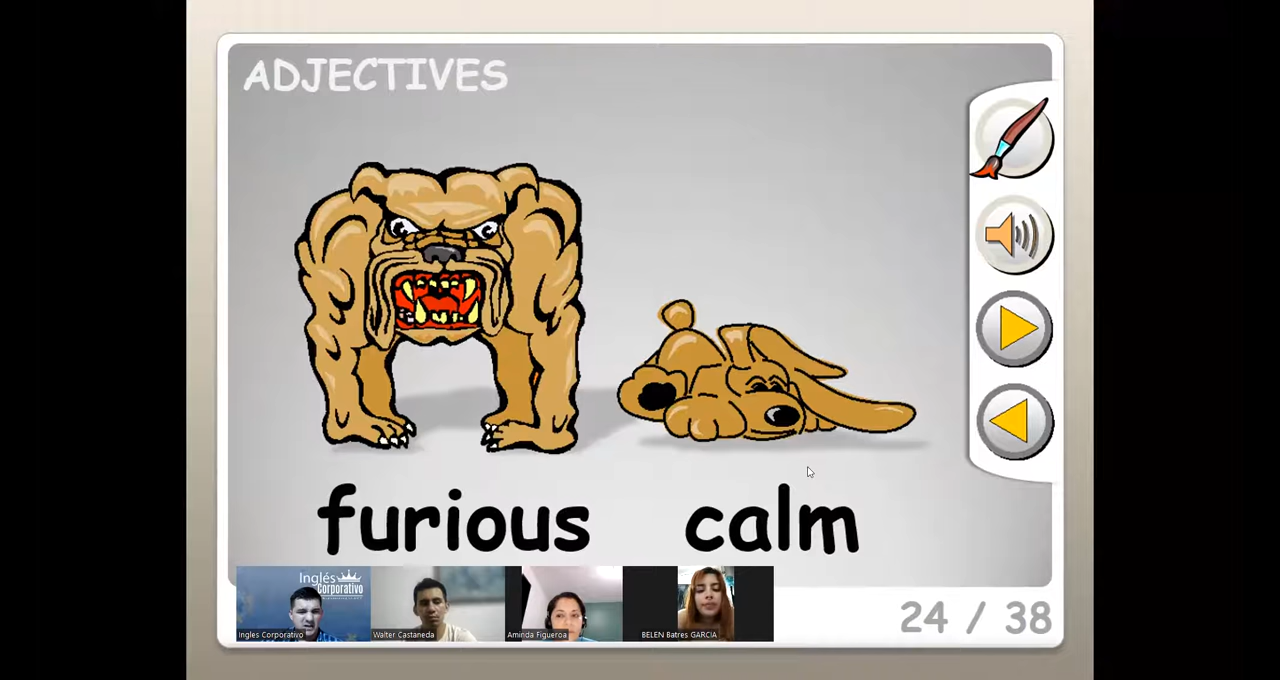 ADJECTIVES
furious calm
Inglés
Corporativo
Ingles Corporativo
Walter Castaneda
Aminda Figueroa
BELEN Batres GARCIA
24 / 38